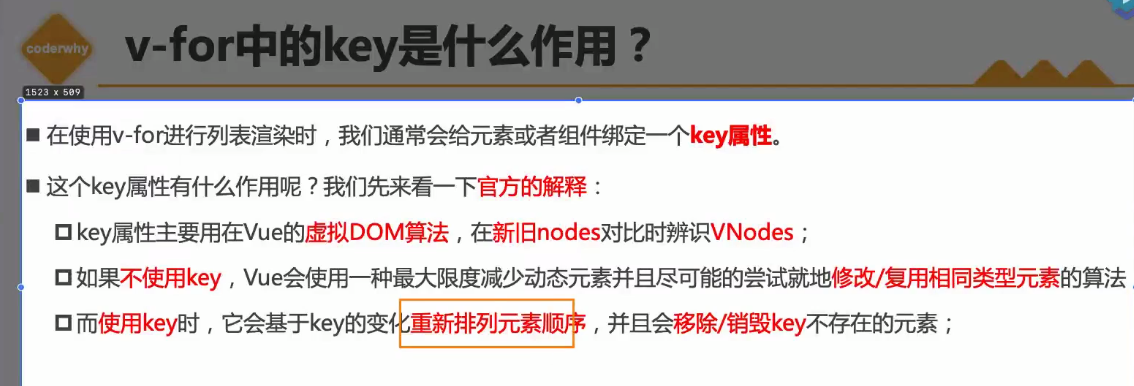 coderwhy
v-for中的key是什么作用？
1523 x 509
■ 在使用v-for进行列表渲染时，我们通常会给元素或者组件绑定一个key属性。
■ 这个key属性有什么作用呢？我们先来看一下官方的解释：
key属性主要用在Vue的虚拟DOM算法，在新旧nodes对比时辨识VNodes；
如果不使用key，Vue会使用一种最大限度减少动态元素并且尽可能的尝试就地修改/复用相同类型元素的算法；
而使用key时，它会基于key的变化重新排列元素顺序，并且会移除/销毁key不存在的元素；